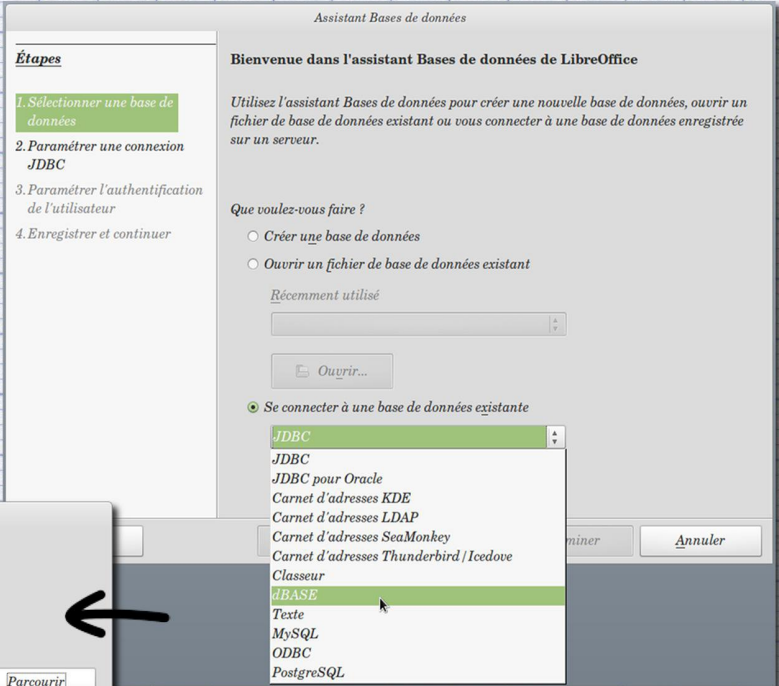 Assistant Bases de données
Étapes
1. Sélectionner une base de
données
2. Paramétrer une connexion
JDBC
3. Paramétrer l'authentification
de l'utilisateur
4. Enregistrer et continuer
Bienvenue dans l'assistant Bases de données de LibreOffice
Utilisez l'assistant Bases de données pour créer une nouvelle base de données, ouvrir un
fichier de base de données existant ou vous connecter à une base de données enregistrée
sur un serveur.
Que voulez-vous faire ?
Créer une base de données
Ouvrir un fichier de base de données existant
Récemment utilisé
Ouvrir...
Se connecter à une base de données existante
JDBC
JDBC
JDBC pour Oracle
Carnet d'adresses KDE
Carnet d'adresses LDAP
Carnet d'adresses SeaMonkey
Carnet d'adresses Thunderbird/Icedove
Classeur
dBASE
Texte
MySQL
ODBC
PostgreSQL
miner
Annuler
Parcourir